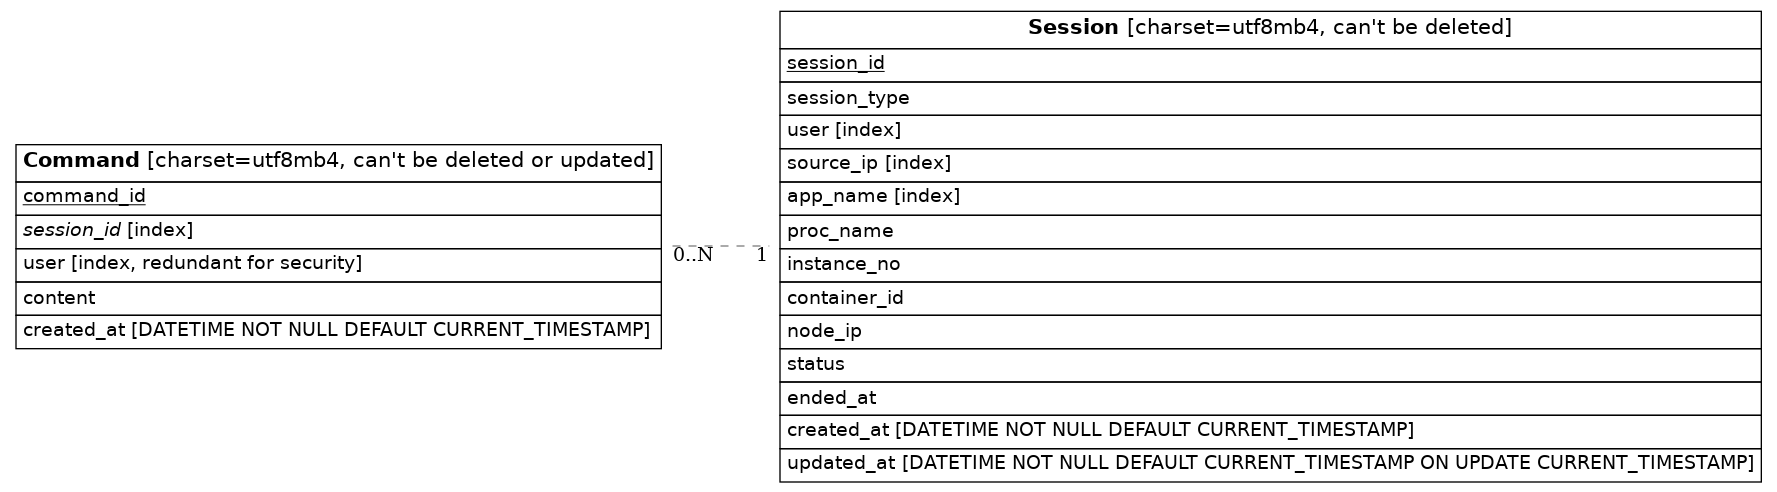 Command [charset=utf8mb4, can't be deleted or updated]
command_id
session_id [index]
user [index, redundant for security]
content
created_at [DATETIME NOT NULL DEFAULT CURRENT_TIMESTAMP]
0..N
1
Session [charset=utf8mb4, can't be deleted]
session_id
session_type
user [index]
source_ip [index]
app_name [index]
proc_name
instance_no
container_id
node_ip
status
ended_at
created_at [DATETIME NOT NULL DEFAULT CURRENT_TIMESTAMP]
updated_at [DATETIME NOT NULL DEFAULT CURRENT_TIMESTAMP ON UPDATE CURRENT_TIMESTAMP]